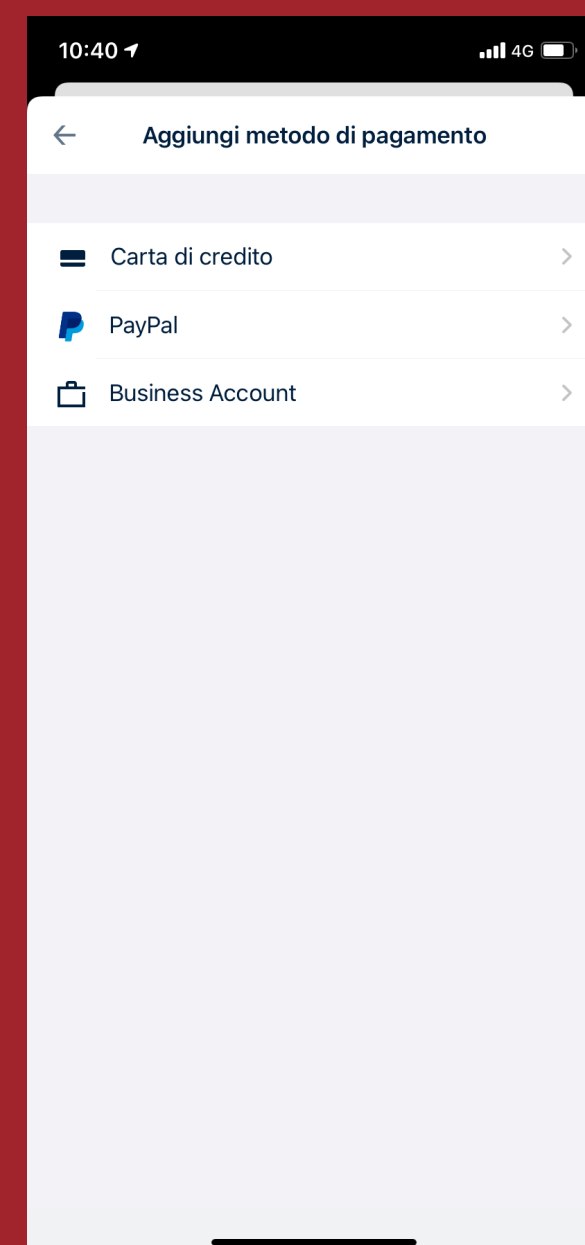 10:40
4G
Aggiungi metodo di pagamento
Carta di credito
PayPal
Business Account